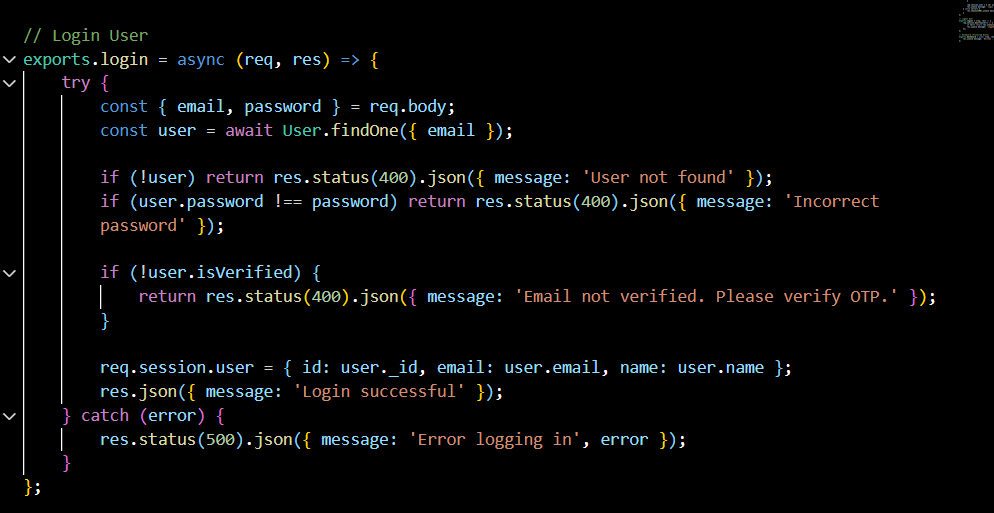 // Login User
exports.login = async (req, res) => {
try {
const { email, password } = req.body;
const user = await User.findOne({ email });
if (!user) return res.status(400).json({ message: 'User not found' });
if (user.password !== password) return res.status(400).json({ message: 'Incorrect
password' });
if (!user.isVerified) {
return res.status(400).json({ message: 'Email not verified. Please verify OTP.' });
}
req.session.user = { id: user._id, email: user.email, name: user.name };
res.json({ message: 'Login successful' });
} catch (error) {
res.status(500).json({ message: 'Error logging in', error });
}
};